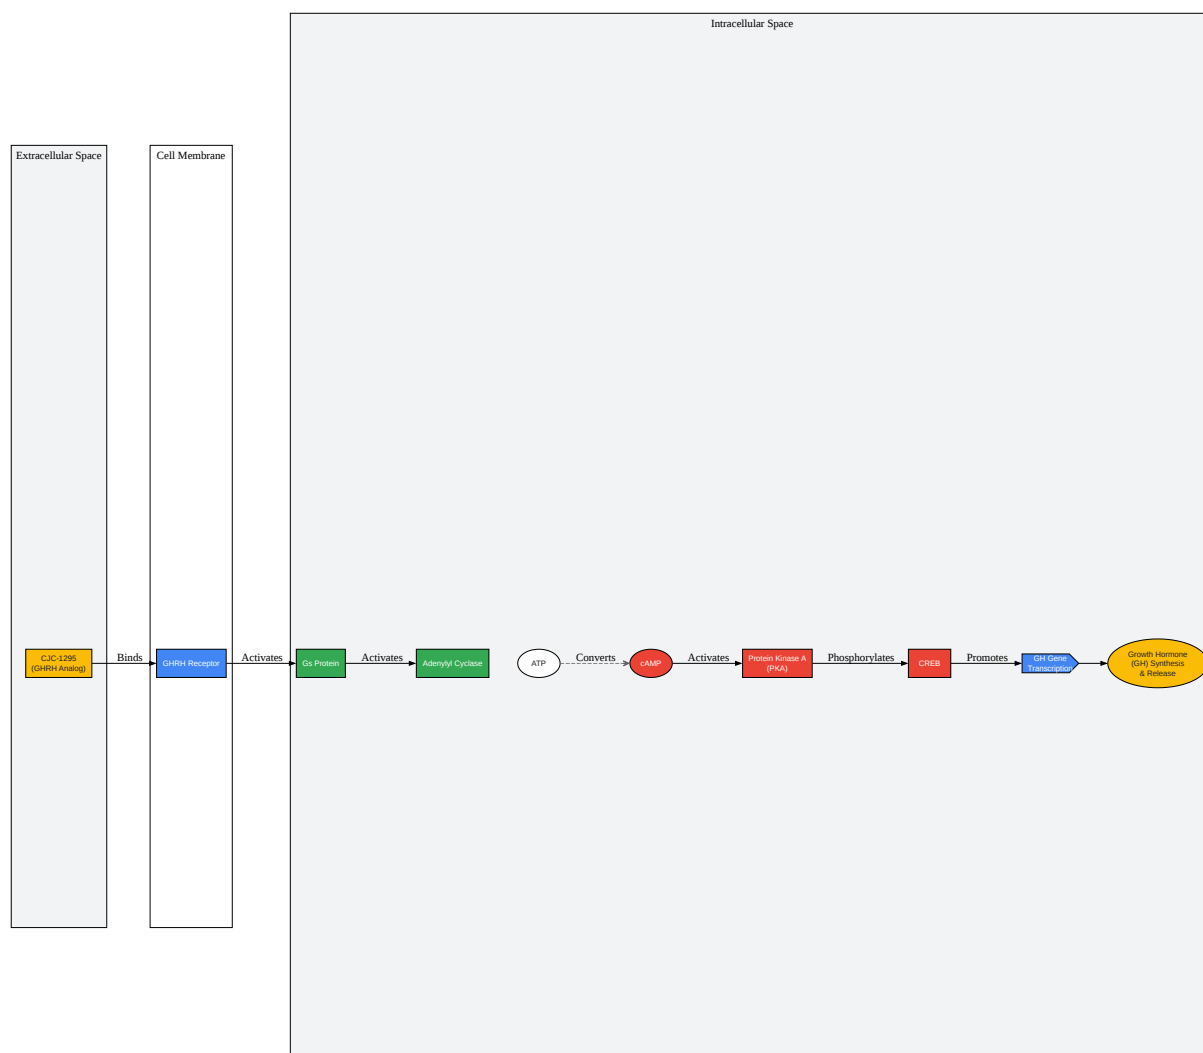 Intracellular Space
Extracellular Space
Cell Membrane
CJC-1295
(GHRH Analog)
Binds
GHRH Receptor
Activates
Gs Protein
Activates
Adenylyl Cyclase
ATP
Converts
cAMP
Activates
Protein Kinase A
(PKA)
Phosphorylates
CREB
Promotes
GH Gene
Transcription
Growth Hormone
(GH) Synthesis
& Release